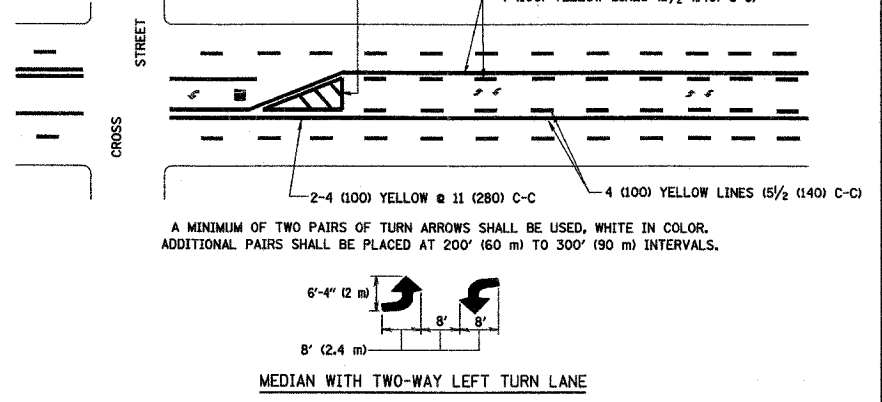 STREET
CROSS
2-4 (100) YELLOW @ 11 (280) C-C
4 (100) YELLOW LINES (5½ (140) C-C)
A MINIMUM OF TWO PAIRS OF TURN ARROWS SHALL BE USED, WHITE IN COLOR.
ADDITIONAL PAIRS SHALL BE PLACED AT 200' (60 m) TO 300' (90 m) INTERVALS.
6'-4" (2 m)
8' 8'
8' (2.4 m)
MEDIAN WITH TWO-WAY LEFT TURN LANE